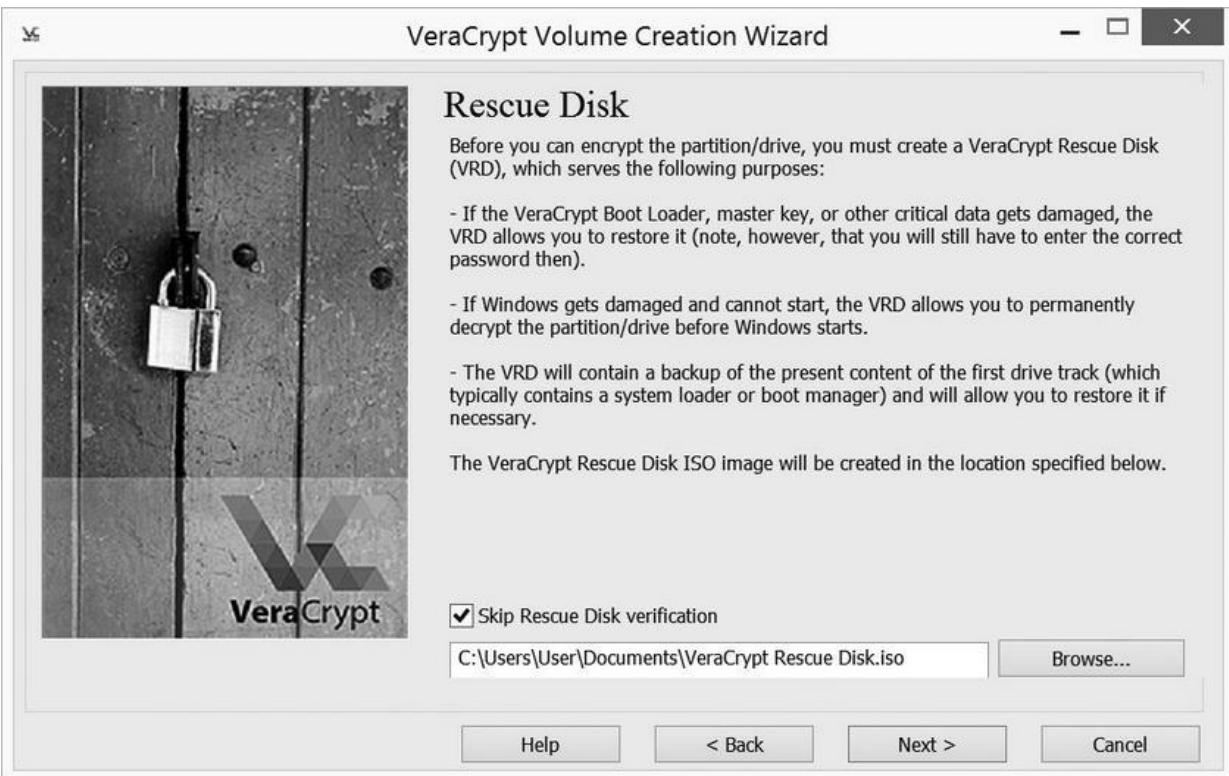 VeraCrypt Volume Creation Wizard
Rescue Disk
Before you can encrypt the partition/drive, you must create a VeraCrypt Rescue Disk
(VRD), which serves the following purposes:
- If the VeraCrypt Boot Loader, master key, or other critical data gets damaged, the
VRD allows you to restore it (note, however, that you will still have to enter the correct
password then).
- If Windows gets damaged and cannot start, the VRD allows you to permanently
decrypt the partition/drive before Windows starts.
- The VRD will contain a backup of the present content of the first drive track (which
typically contains a system loader or boot manager) and will allow you to restore it if
necessary.
The VeraCrypt Rescue Disk ISO image will be created in the location specified below.
VeraCrypt
Skip Rescue Disk verification
C:\Users\User\Documents\VeraCrypt Rescue Disk.iso
Browse...
Help
< Back
Next >
Cancel